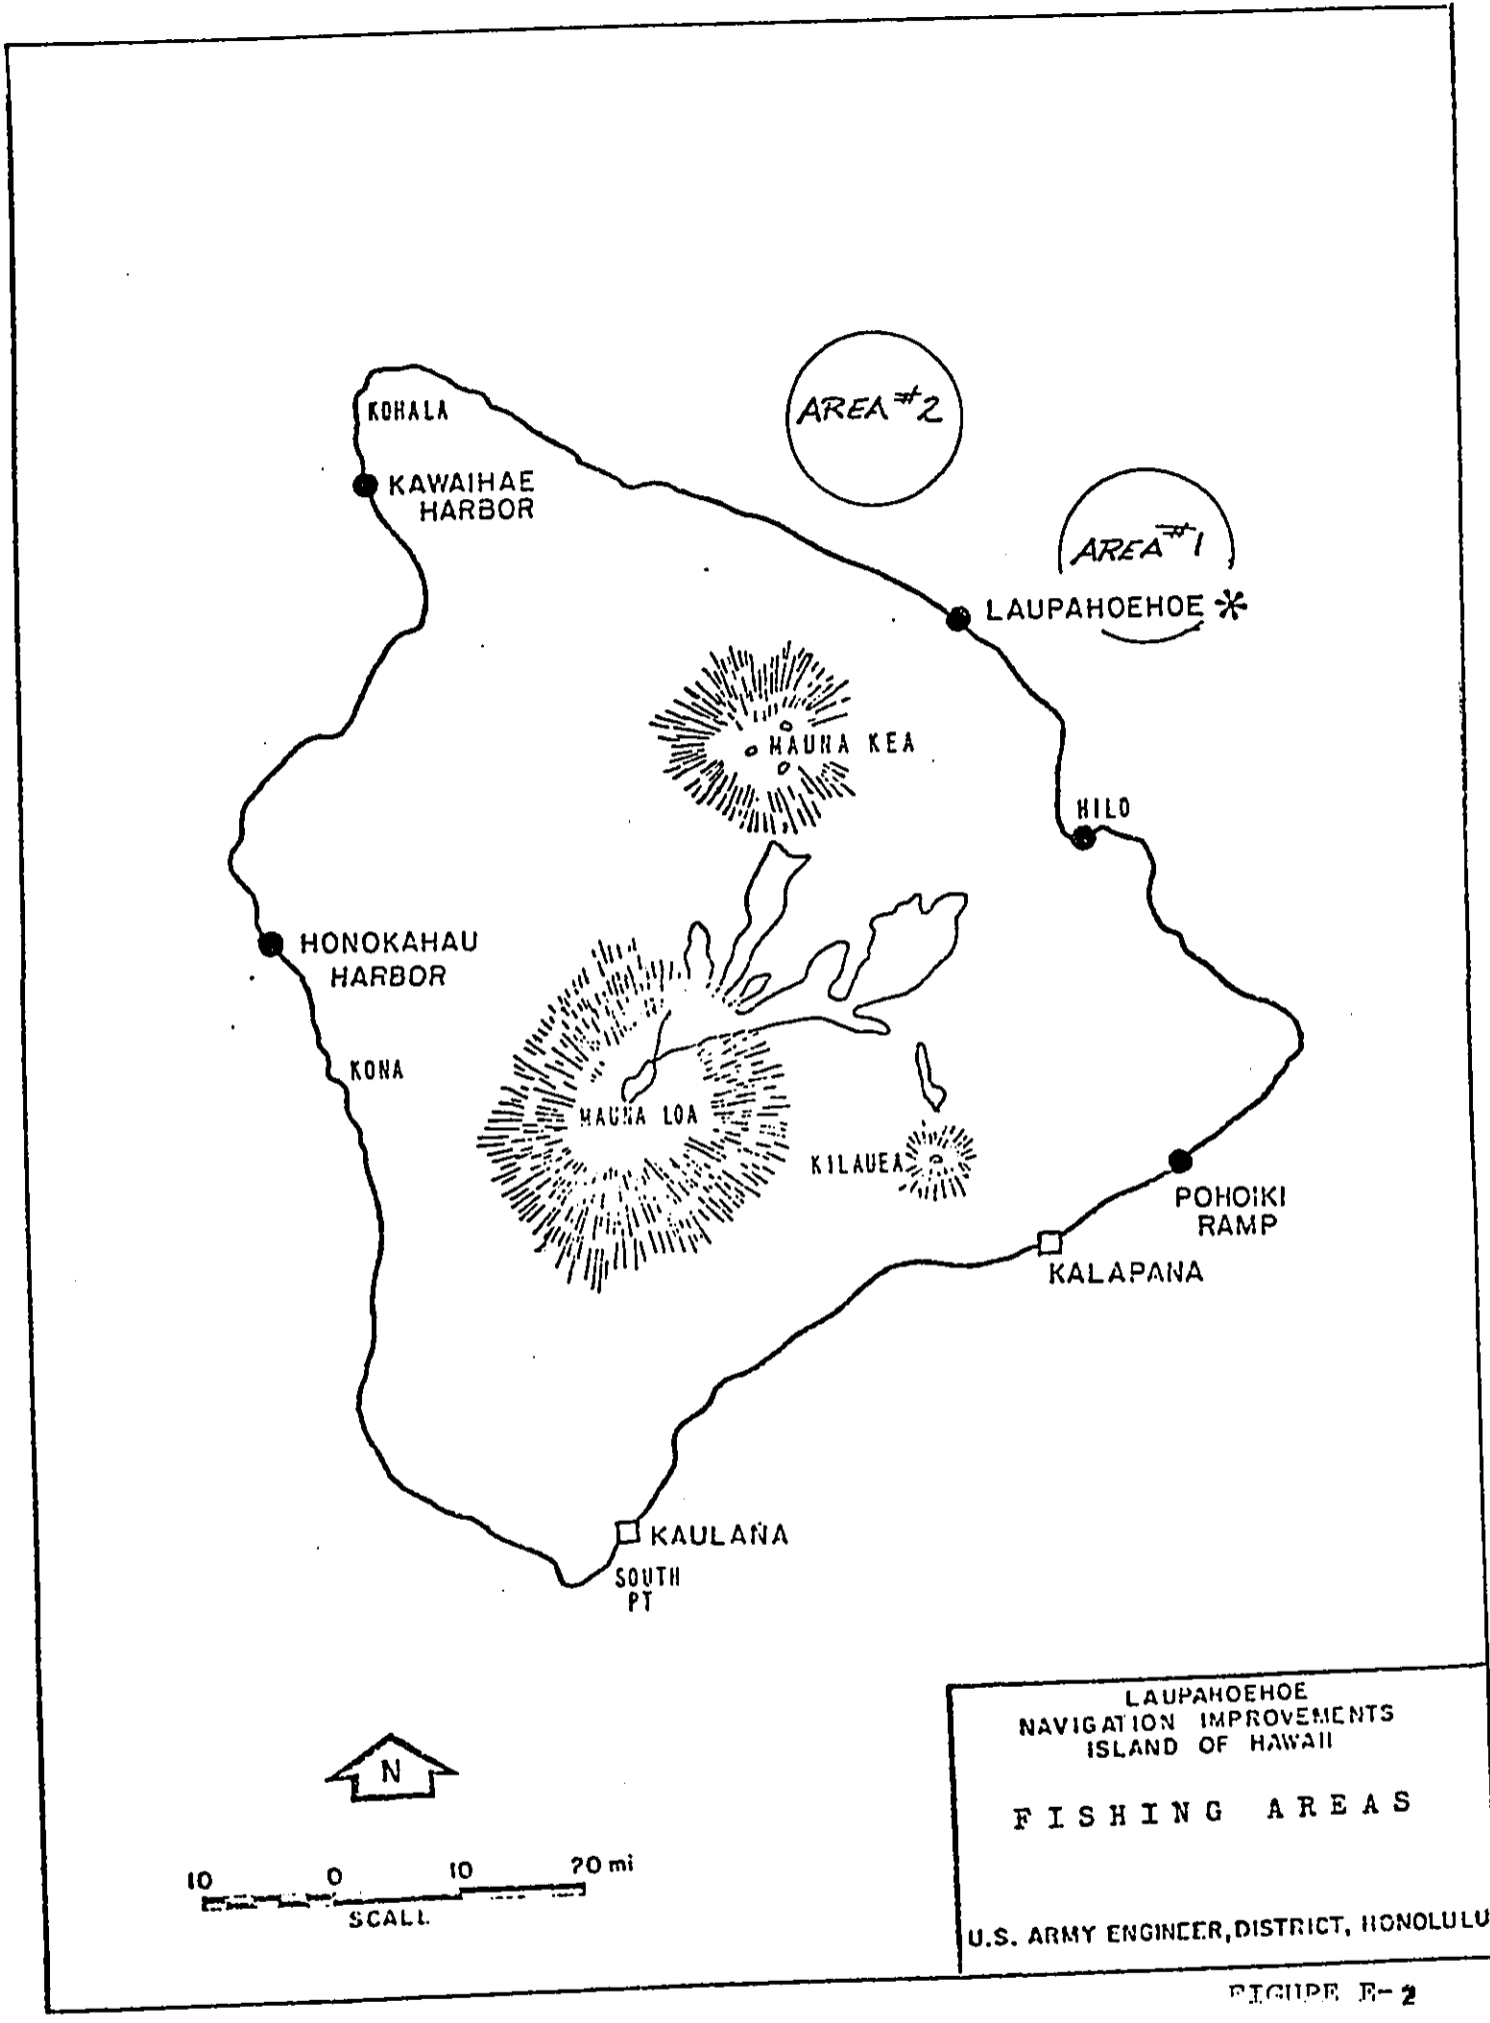 AREA #2
KOHALA
KAWAIHAE
HARBOR
AREA #1
LAUPAHOEHOE *
MAUNA KEA
HILO
HONOKAHAU
HARBOR
KONA
MAUNA LOA
KILAUEA
POHOIKI
RAMP
KALAPANA
KAULANA
SOUTH
PT
N
10 0 10 20 mi
SCALE
LAUPAHOEHOE
NAVIGATION IMPROVEMENTS
ISLAND OF HAWAII
FISHING AREAS
U.S. ARMY ENGINEER, DISTRICT, HONOLULU
FIGURE E-2